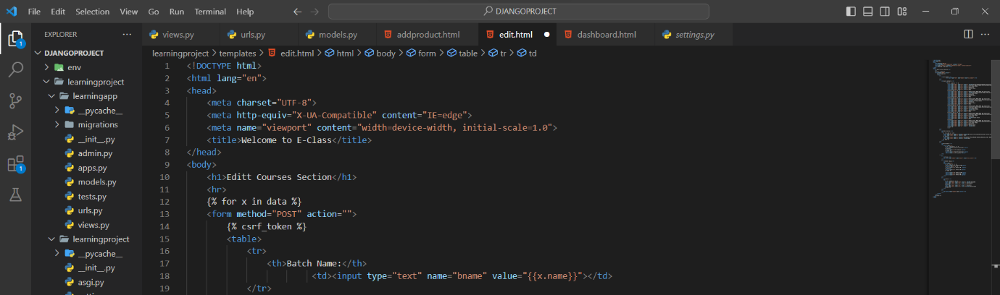 File Edit Selection View Go Run Terminal Help
DJANGOPROJECT
EXPLORER
views.py urls.py models.py addproduct.html edit.html dashboard.html settings.py
DJANGOPROJECT
env
learningproject
learningapp
__pycache__
migrations
__init__.py
admin.py
apps.py
models.py
tests.py
urls.py
views.py
learningproject
__pycache__
__init__.py
asgi.py
1
1
learningproject > templates > edit.html > html > body > form > table > tr > td
1 <!DOCTYPE html>
2 <html lang="en">
3 <head>
4 <meta charset="UTF-8">
5 <meta http-equiv="X-UA-Compatible" content="IE=edge">
6 <meta name="viewport" content="width=device-width, initial-scale=1.0">
7 <title>Welcome to E-Class</title>
8 </head>
9 <body>
10 <h1>Editt Courses Section</h1>
11 <hr>
12 {% for x in data %}
13 <form method="POST" action="">
14 {% csrf_token %}
15 <table>
16 <tr>
17 <th>Batch Name:</th>
18 <td><input type="text" name="bname" value="{{x.name}}"></td>
19 </tr>